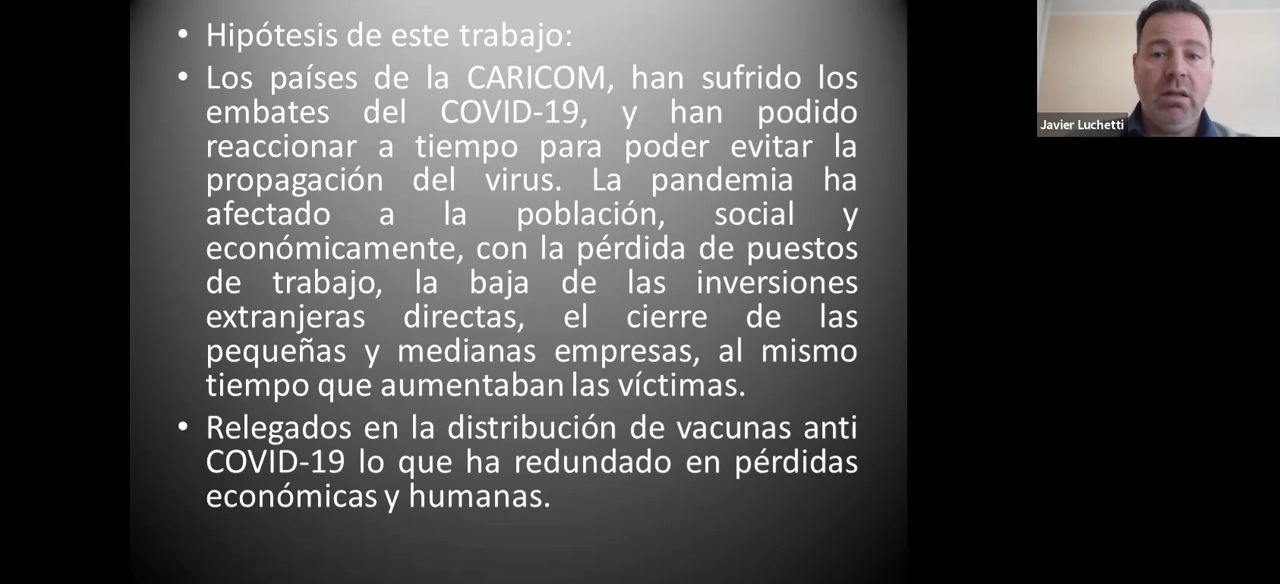 • Hipótesis de este trabajo:
• Los países de la CARICOM, han sufrido los
embates del COVID-19, y han podido
reaccionar a tiempo para poder evitar la
propagación del virus. La pandemia ha
afectado a la población, social y
económicamente, con la pérdida de puestos
de trabajo, la baja de las inversiones
extranjeras directas, el cierre de las
pequeñas y medianas empresas, al mismo
tiempo que aumentaban las víctimas.
• Relegados en la distribución de vacunas anti
COVID-19 lo que ha redundado en pérdidas
económicas y humanas.
Javier Luchetti